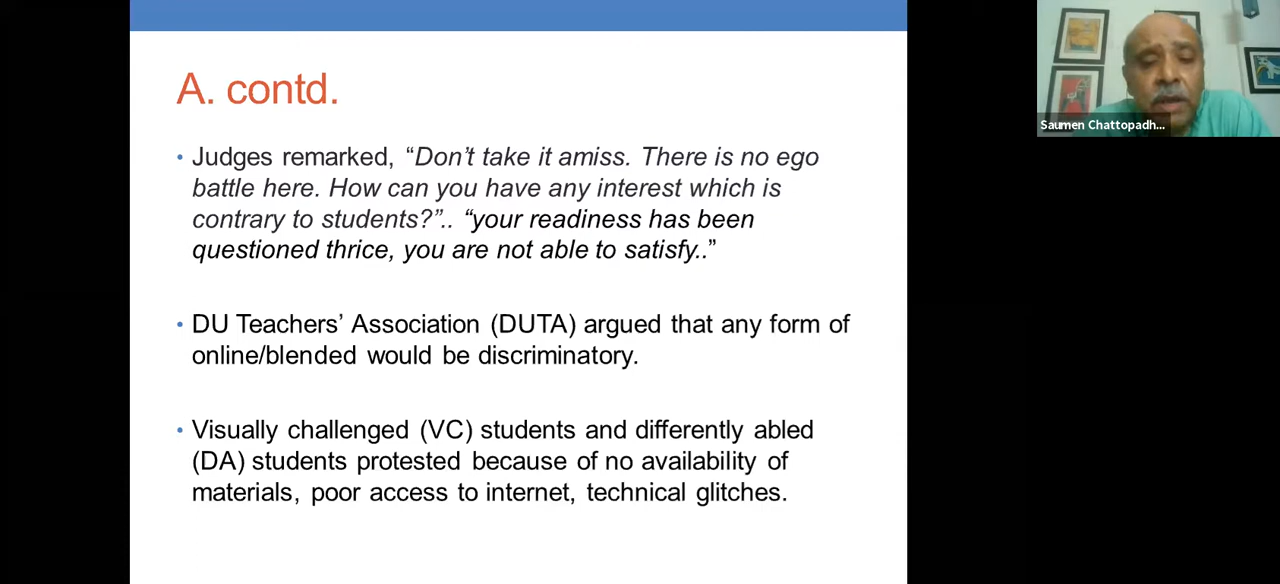 A. contd.
• Judges remarked, “Don’t take it amiss. There is no ego
battle here. How can you have any interest which is
contrary to students?”.. “your readiness has been
questioned thrice, you are not able to satisfy..”
• DU Teachers’ Association (DUTA) argued that any form of
online/blended would be discriminatory.
• Visually challenged (VC) students and differently abled
(DA) students protested because of no availability of
materials, poor access to internet, technical glitches.
Saumen Chattopadh...